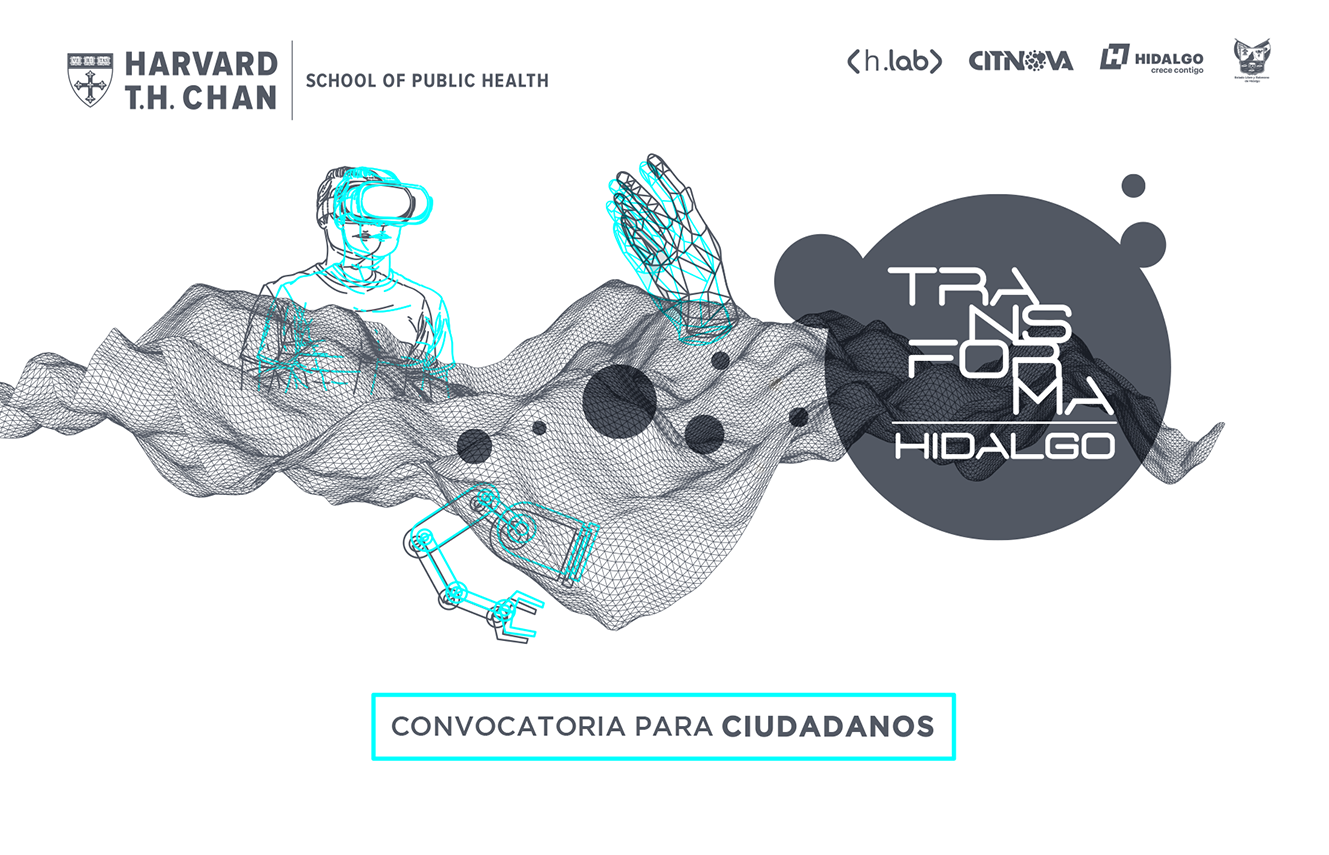 HARVARD
T.H. CHAN
SCHOOL OF PUBLIC HEALTH
<h.lab>
CITNOVA
HIDALGO
crece contigo
TRA
NS
FOR
MA
HIDALGO
CONVOCATORIA PARA CIUDADANOS